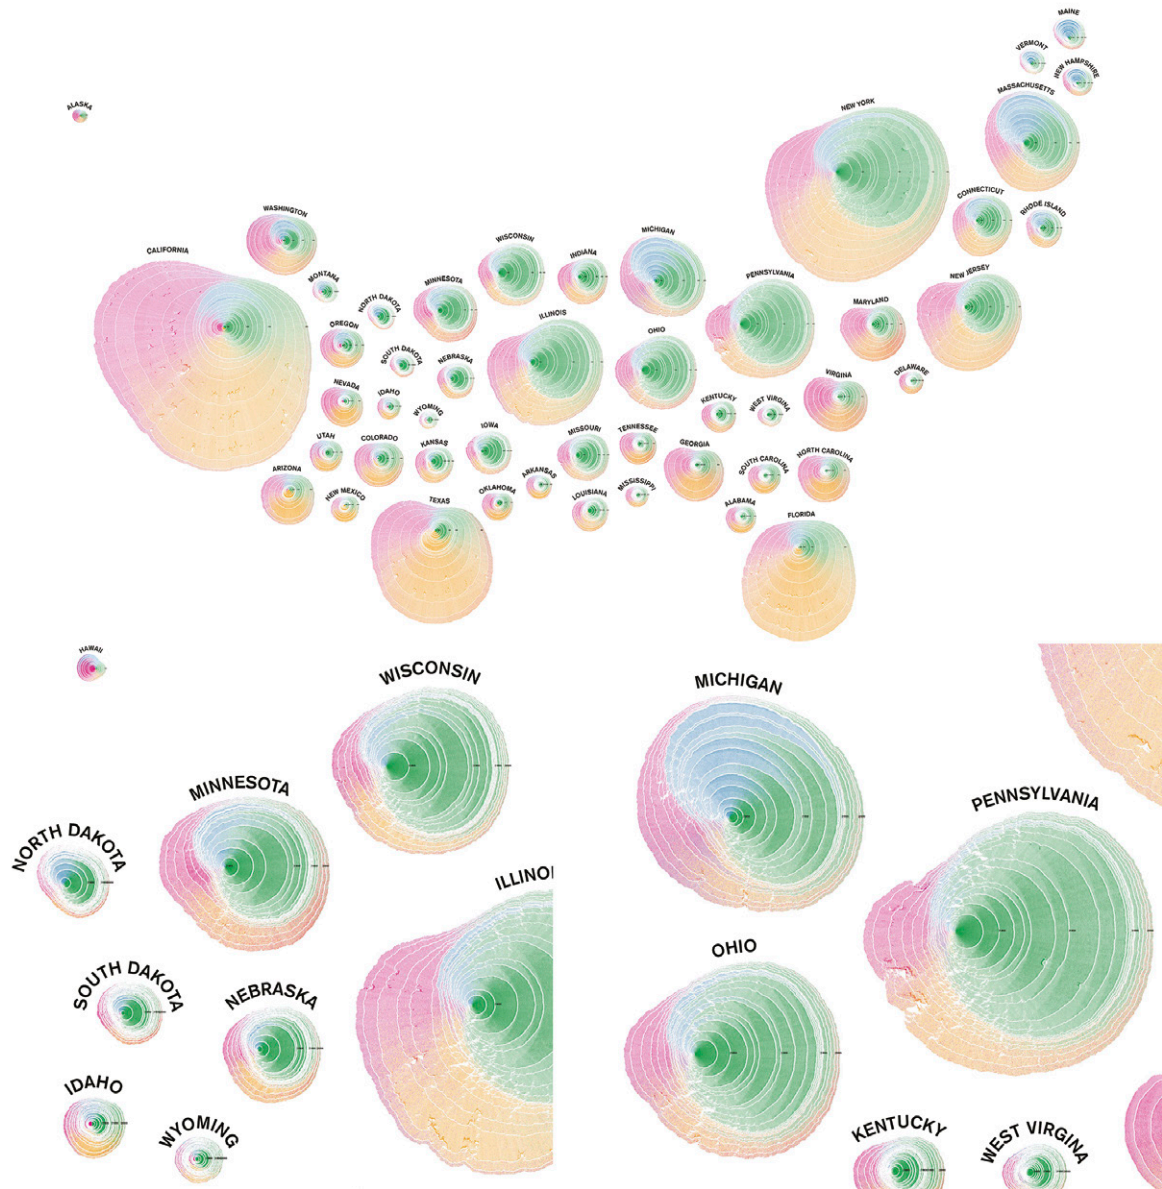 MAINE
VERMONT
NEW HAMPSHIRE
ALASKA
MASSACHUSETTS
NEW YORK
CONNECTICUT
RHODE ISLAND
WASHINGTON
CALIFORNIA
WISCONSIN
INDIANA
MICHIGAN
MONTANA
MINNESOTA
PENNSYLVANIA
NEW JERSEY
NORTH DAKOTA
MARYLAND
OREGON
ILLINOIS
OHIO
SOUTH DAKOTA
NEBRASKA
DELAWARE
NEVADA
IDAHO
VIRGINA
WYOMING
KENTUCKY
WEST VIRGINA
UTAH
COLORADO
KANSAS
IOWA
MISSOURI
TENNESSEE
GEORGIA
SOUTH CAROLINA
NORTH CAROLINA
ARIZONA
NEW MEXICO
TEXAS
OKLAHOMA
ARKANSAS
LOUISIANA
MISSISSIPPI
ALABAMA
FLORIDA
HAWAII
WISCONSIN
MICHIGAN
MINNESOTA
PENNSYLVANIA
NORTH DAKOTA
ILLINOI
OHIO
SOUTH DAKOTA
NEBRASKA
IDAHO
WYOMING
KENTUCKY
WEST VIRGINA